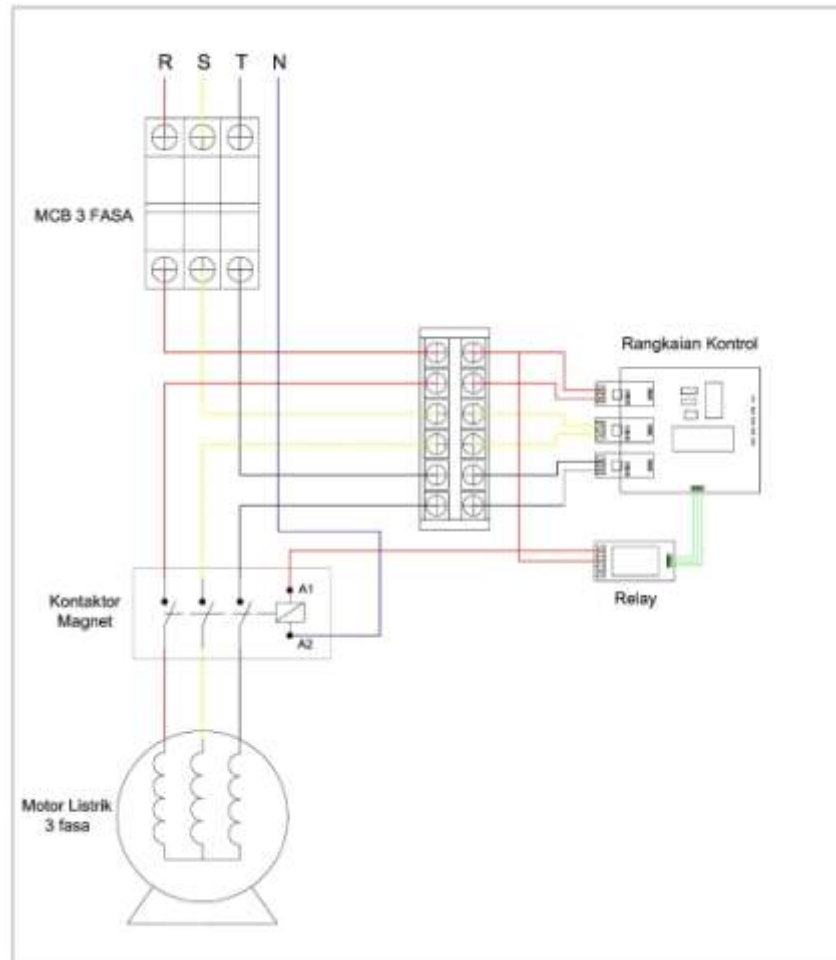 R S T N
MCB 3 FASA
Rangkaian Kontrol
Relay
Kontaktor
Magnet
A1
A2
Motor Listrik
3 fasa